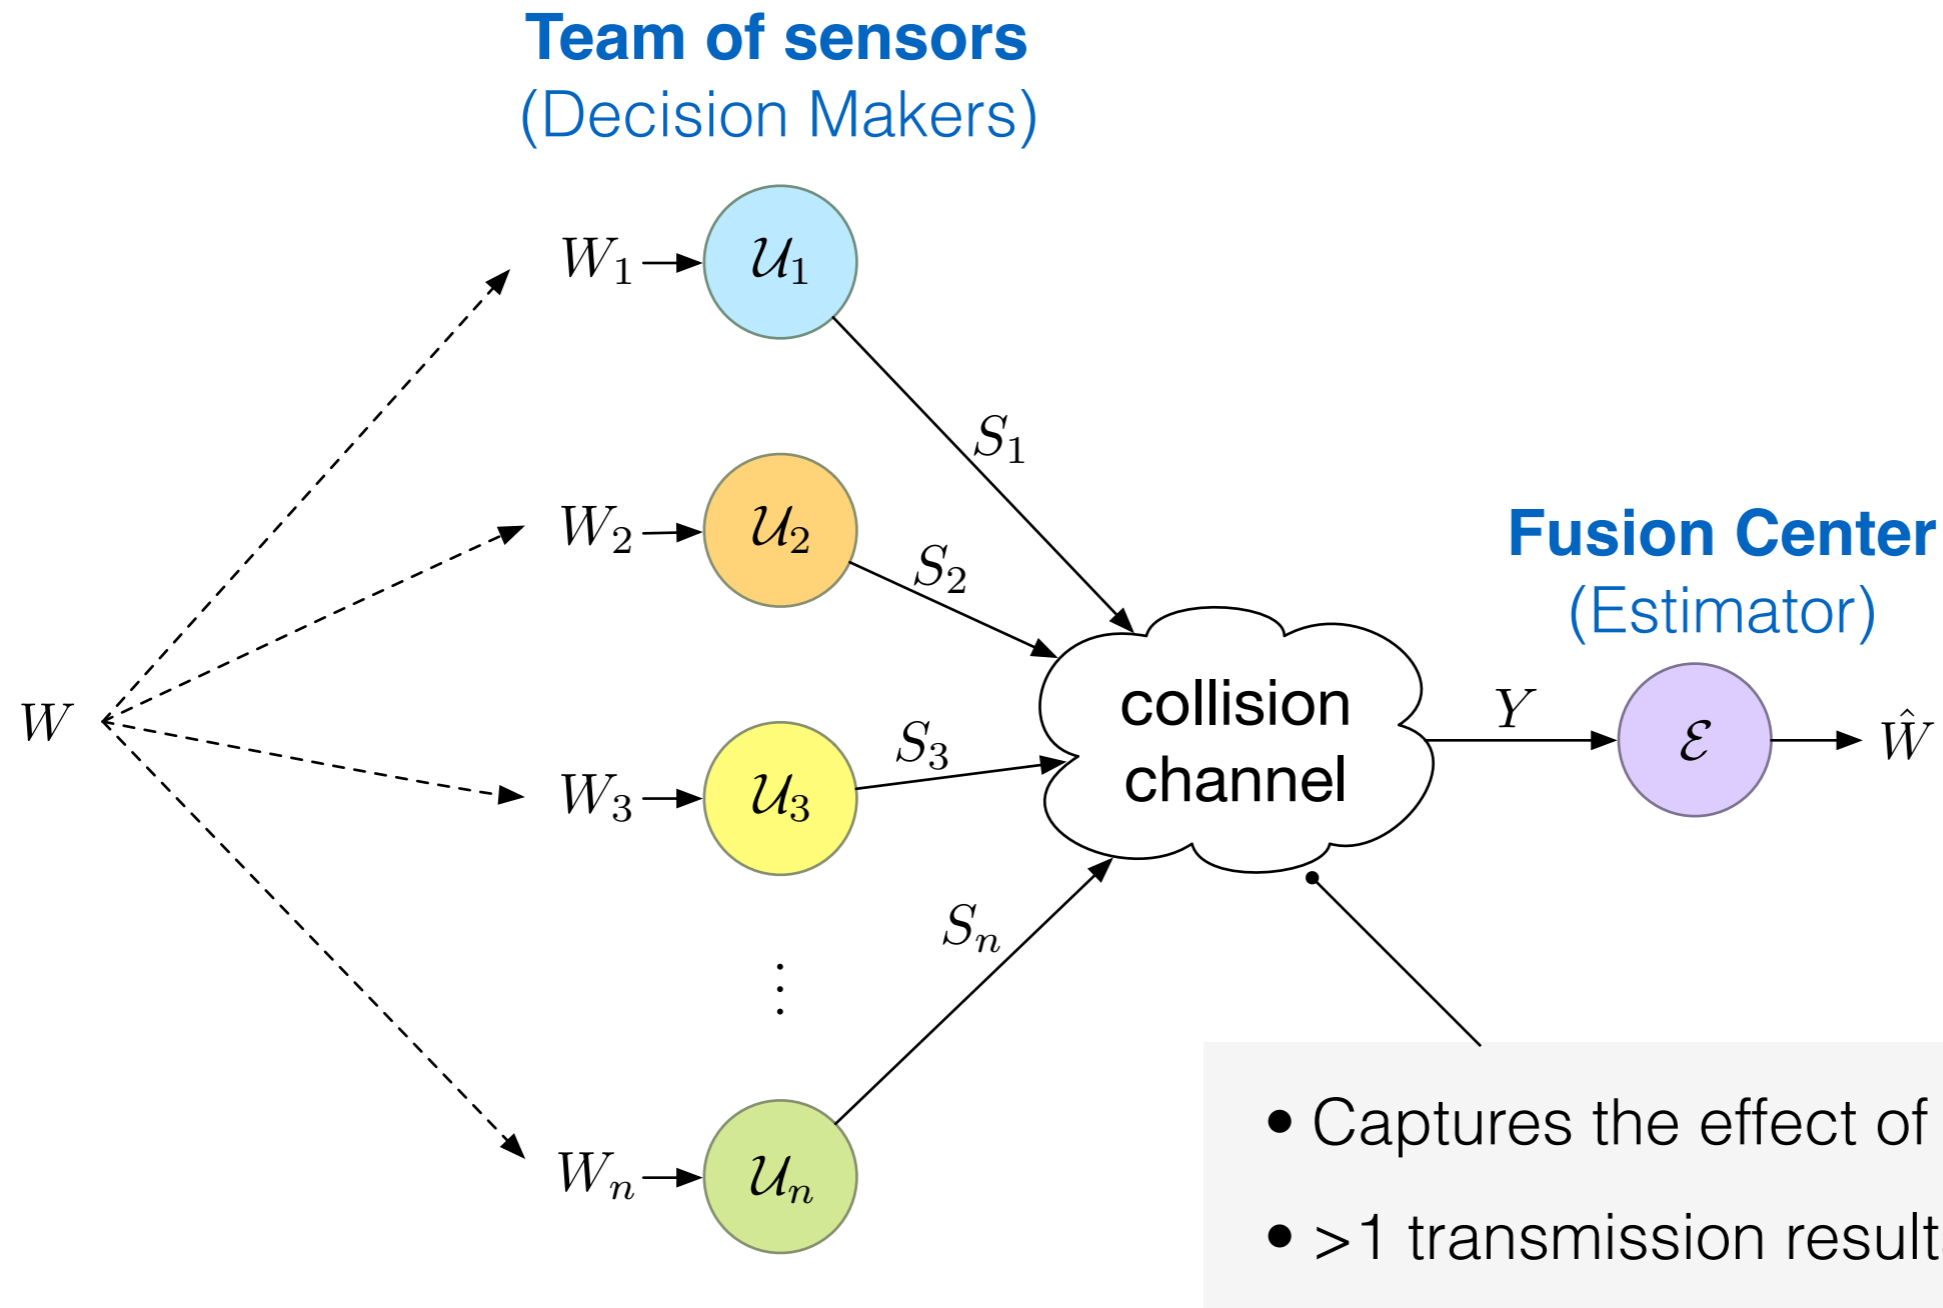 Team of sensors
(Decision Makers)
W₁
𝒰₁
S₁
W₂
𝒰₂
S₂
Fusion Center
(Estimator)
W
W₃
𝒰₃
S₃
collision
channel
Y
ℰ
Ŵ
Sₙ
⋮
Wₙ
𝒰ₙ
• Captures the effect of
• >1 transmission